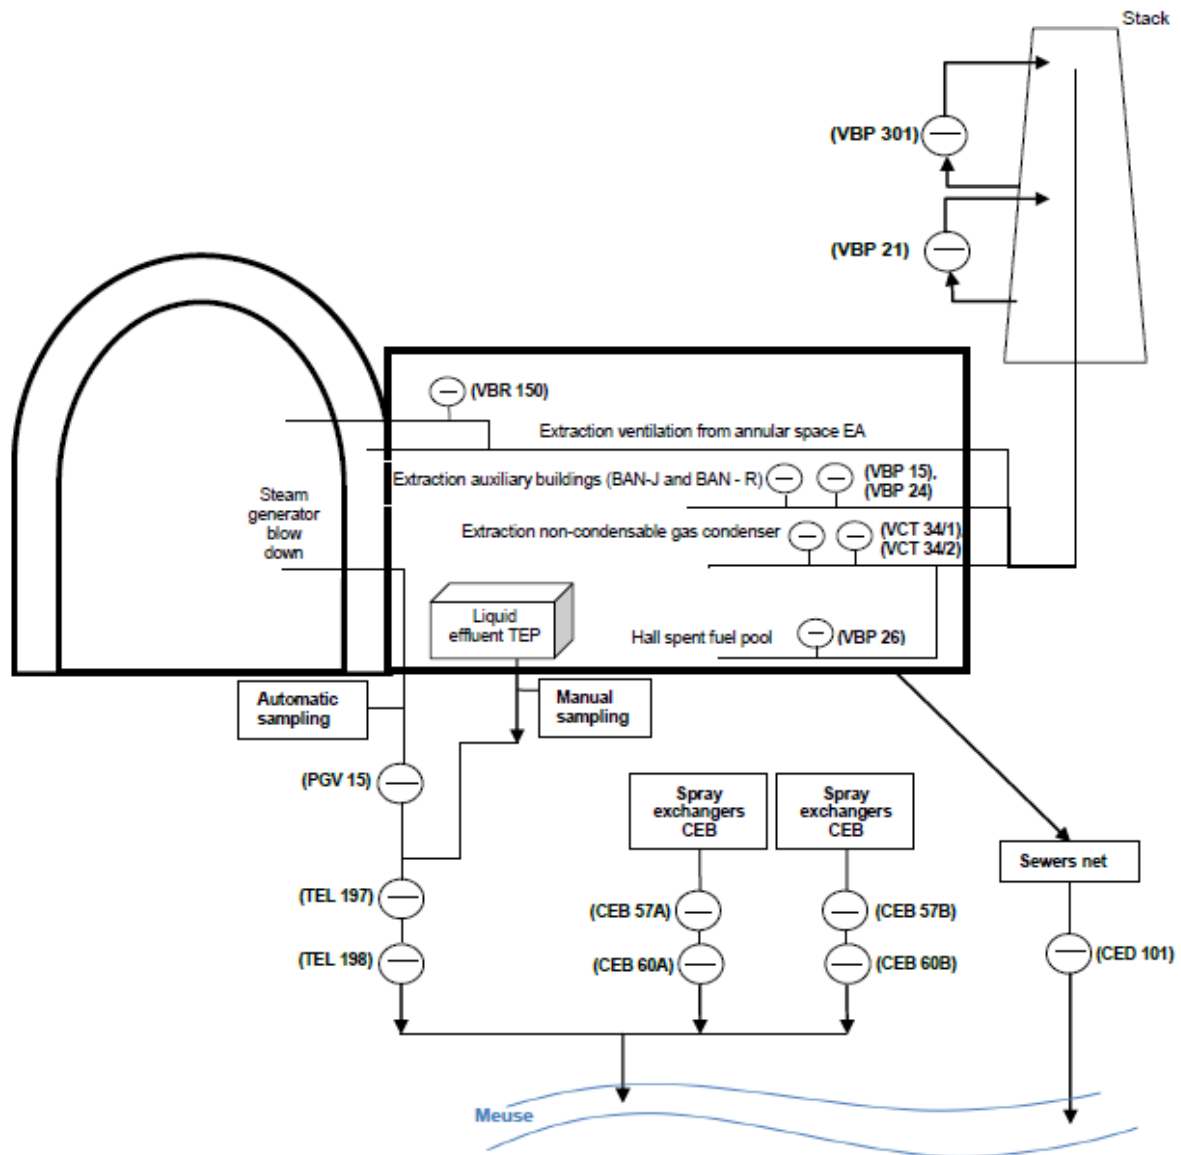 Stack
(VBP 301)
(VBP 21)
(VBR 150)
Extraction ventilation from annular space EA
Extraction auxiliary buildings (BAN-J and BAN - R)
(VBP 15),
(VBP 24)
Steam
generator
blow
down
Extraction non-condensable gas condenser
(VCT 34/1),
(VCT 34/2)
Liquid
effluent TEP
Hall spent fuel pool
(VBP 26)
Automatic
sampling
Manual
sampling
(PGV 15)
Spray
exchangers
CEB
Spray
exchangers
CEB
Sewers net
(TEL 197)
(CEB 57A)
(CEB 57B)
(TEL 198)
(CEB 60A)
(CEB 60B)
(CED 101)
Meuse